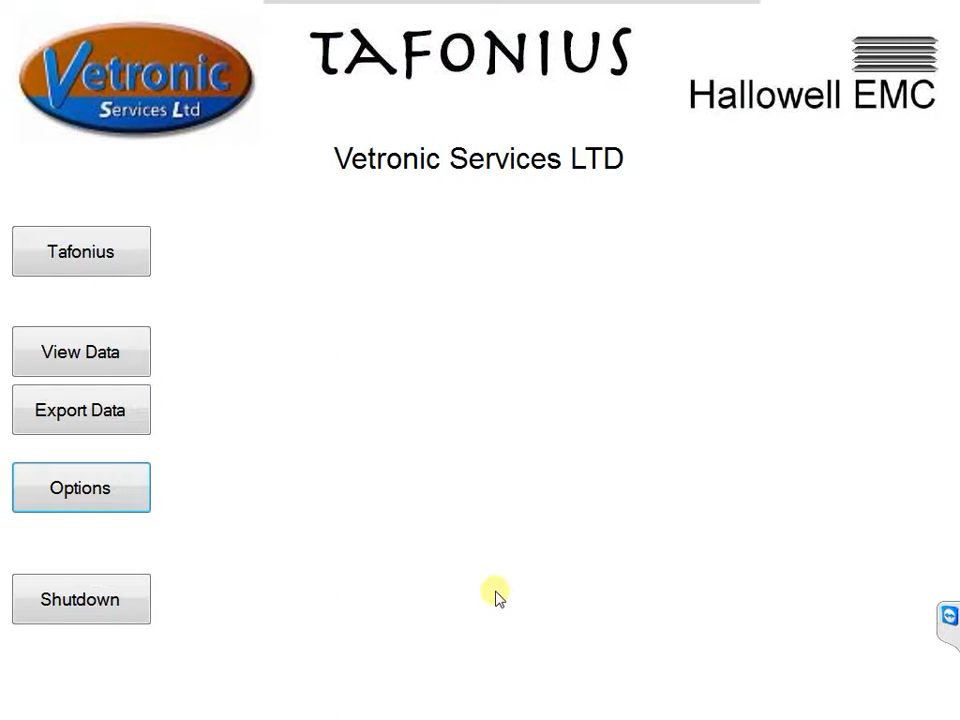 Vetronic
Services Ltd
TAFONIUS
Hallowell EMC
Vetronic Services LTD
Tafonius
View Data
Export Data
Options
Shutdown